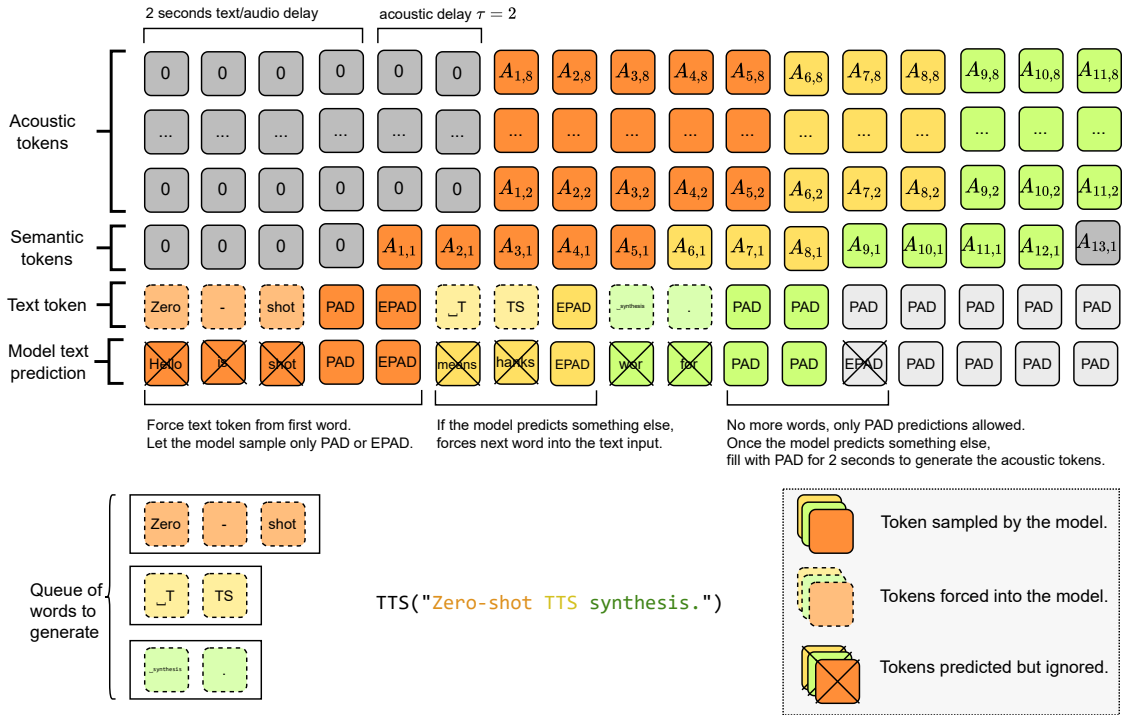 2 seconds text/audio delay
acoustic delay τ = 2
Acoustic tokens
0 0 0 0 0 0 A1,8 A2,8 A3,8 A4,8 A5,8 A6,8 A7,8 A8,8 A9,8 A10,8 A11,8
... ... ... ... ... ... ... ... ... ... ... ... ... ... ... ... ...
0 0 0 0 0 0 A1,2 A2,2 A3,2 A4,2 A5,2 A6,2 A7,2 A8,2 A9,2 A10,2 A11,2
Semantic tokens
0 0 0 0 A1,1 A2,1 A3,1 A4,1 A5,1 A6,1 A7,1 A8,1 A9,1 A10,1 A11,1 A12,1 A13,1
Text token
Zero - shot PAD EPAD ␣T TS EPAD _synthesis . PAD PAD PAD PAD PAD PAD PAD
Model text prediction
Hello is shot PAD EPAD means hanks EPAD wor for PAD PAD EPAD PAD PAD PAD PAD
Force text token from first word.
Let the model sample only PAD or EPAD.
If the model predicts something else,
forces next word into the text input.
No more words, only PAD predictions allowed.
Once the model predicts something else,
fill with PAD for 2 seconds to generate the acoustic tokens.
Queue of words to generate
Zero - shot
␣T TS
_synthesis .
TTS("Zero-shot TTS synthesis.")
Token sampled by the model.
Tokens forced into the model.
Tokens predicted but ignored.